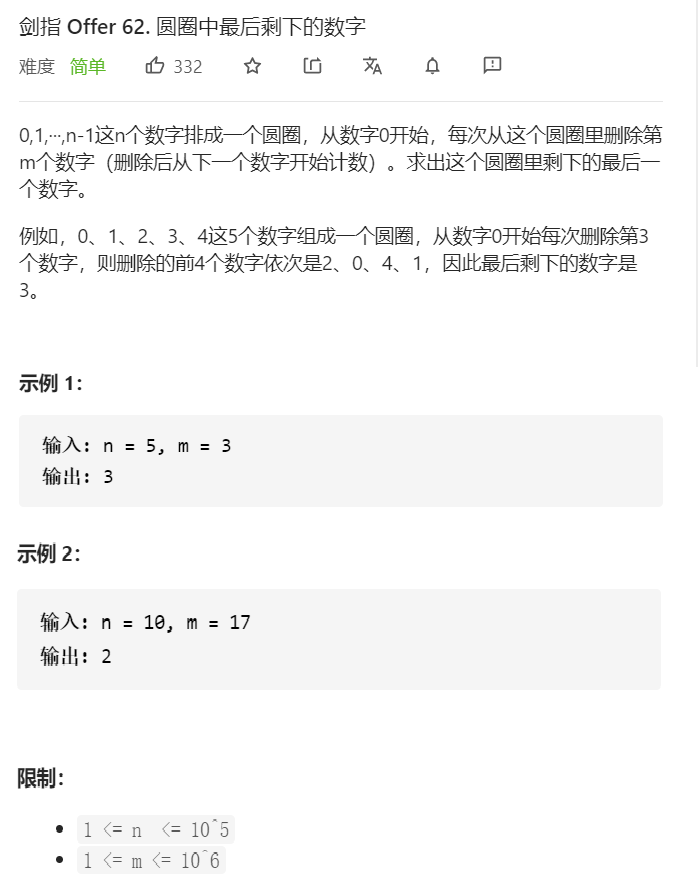 剑指 Offer 62. 圆圈中最后剩下的数字
难度 简单 332
0,1,···,n-1这n个数字排成一个圆圈，从数字0开始，每次从这个圆圈里删除第
m个数字（删除后从下一个数字开始计数）。求出这个圆圈里剩下的最后一
个数字。
例如，0、1、2、3、4这5个数字组成一个圆圈，从数字0开始每次删除第3
个数字，则删除的前4个数字依次是2、0、4、1，因此最后剩下的数字是
3。
示例 1：
输入: n = 5, m = 3
输出: 3
示例 2：
输入: n = 10, m = 17
输出: 2
限制：
1 <= n  <= 10^5
1 <= m <= 10^6